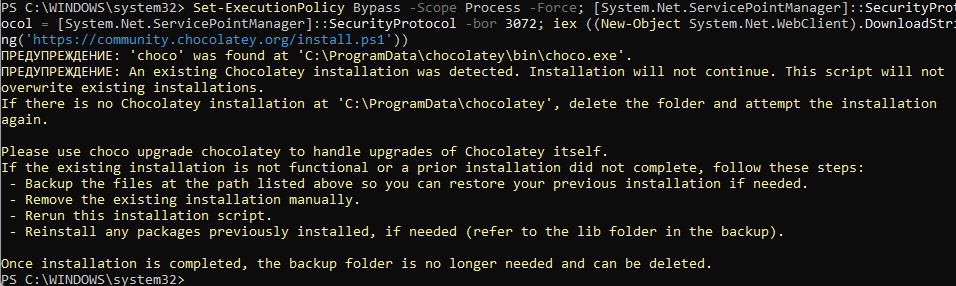 PS C:\WINDOWS\system32> Set-ExecutionPolicy Bypass -Scope Process -Force; [System.Net.ServicePointManager]::SecurityProt
ocol = [System.Net.ServicePointManager]::SecurityProtocol -bor 3072; iex ((New-Object System.Net.WebClient).DownloadStri
ng('https://community.chocolatey.org/install.ps1'))
ПРЕДУПРЕЖДЕНИЕ: 'choco' was found at 'C:\ProgramData\chocolatey\bin\choco.exe'.
ПРЕДУПРЕЖДЕНИЕ: An existing Chocolatey installation was detected. Installation will not continue. This script will not
overwrite existing installations.
If there is no Chocolatey installation at 'C:\ProgramData\chocolatey', delete the folder and attempt the installation
again.

Please use choco upgrade chocolatey to handle upgrades of Chocolatey itself.
If the existing installation is not functional or a prior installation did not complete, follow these steps:
 - Backup the files at the path listed above so you can restore your previous installation if needed.
 - Remove the existing installation manually.
 - Rerun this installation script.
 - Reinstall any packages previously installed, if needed (refer to the lib folder in the backup).

Once installation is completed, the backup folder is no longer needed and can be deleted.
PS C:\WINDOWS\system32>